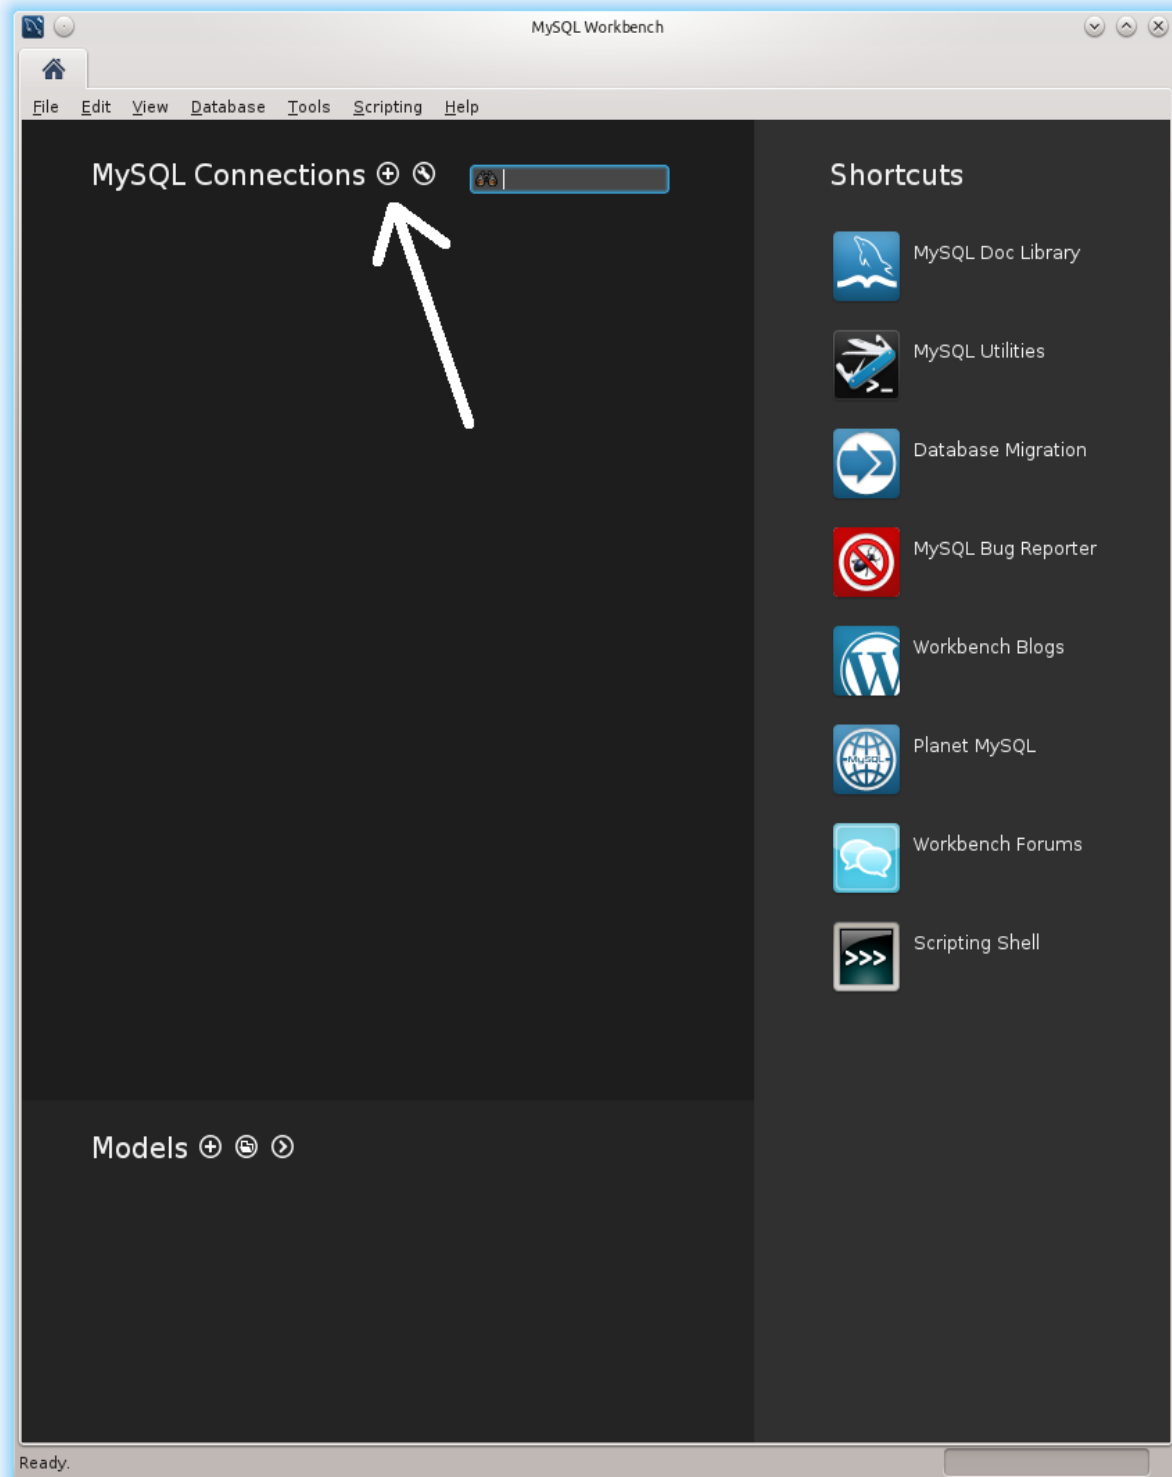 MySQL Workbench
File Edit View Database Tools Scripting Help
MySQL Connections
Shortcuts
MySQL Doc Library
MySQL Utilities
>_
Database Migration
MySQL Bug Reporter
Workbench Blogs
W
Planet MySQL
MySQL
Workbench Forums
Scripting Shell
>>>
Models
Ready.